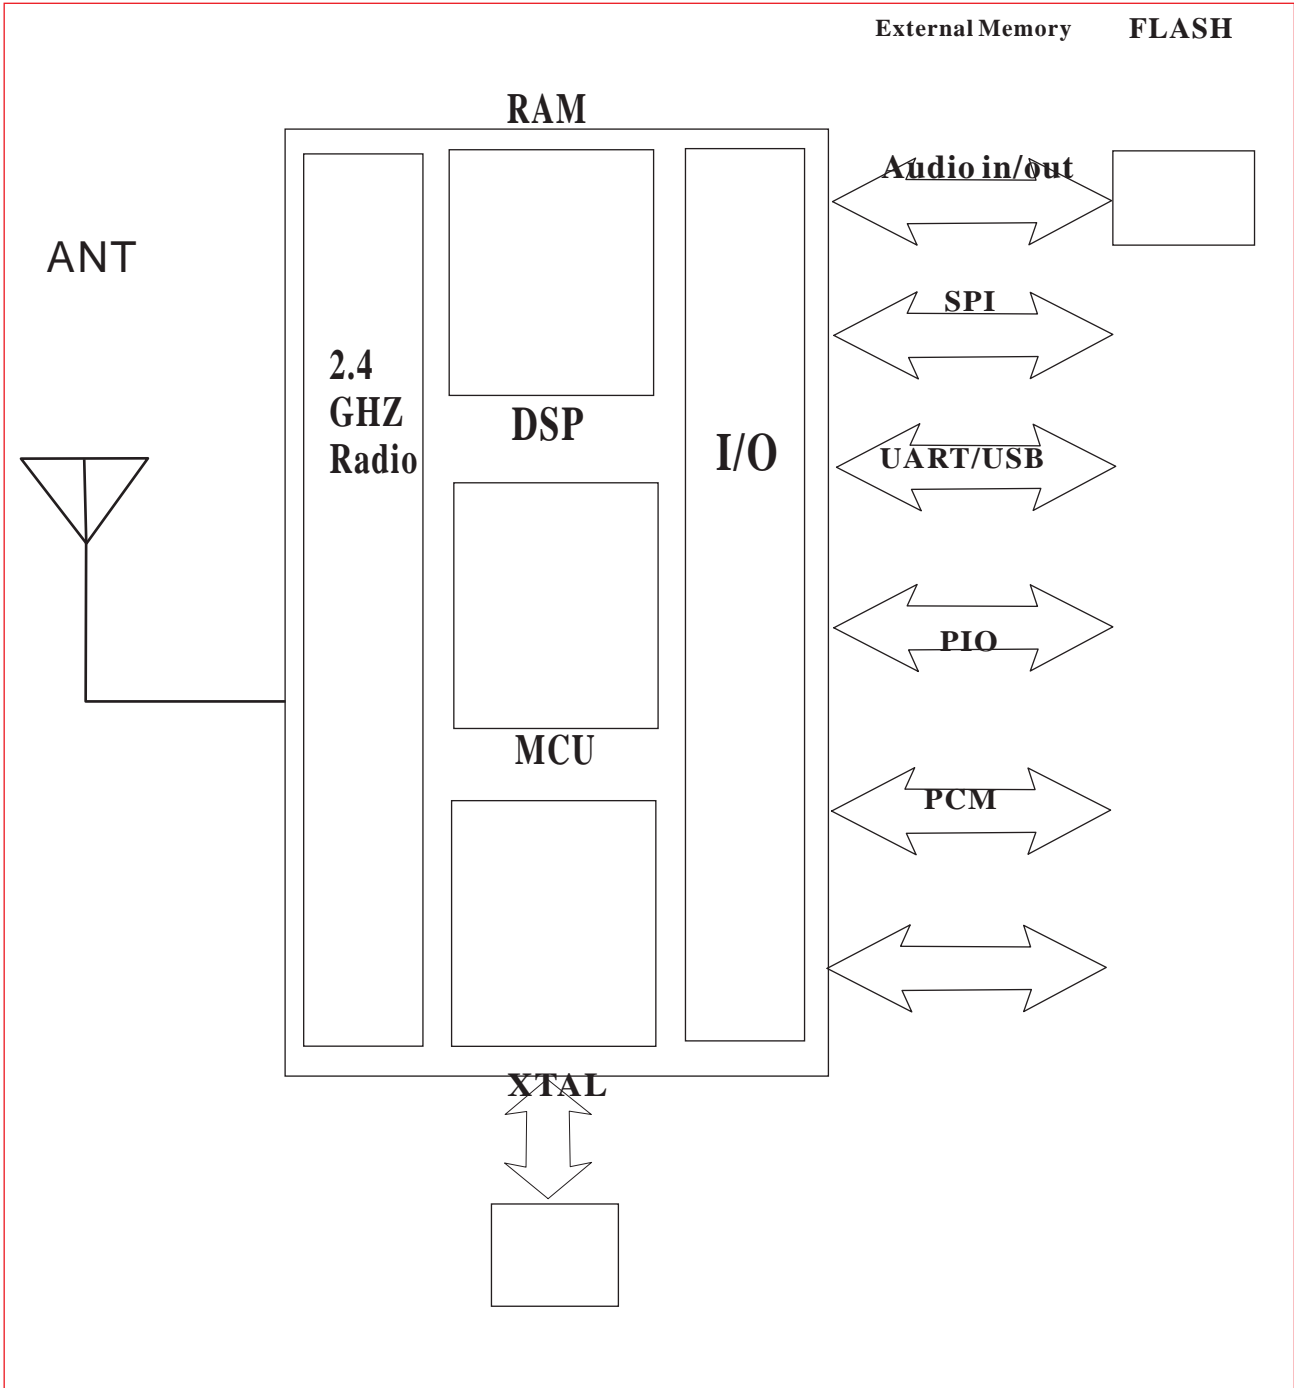 External Memory FLASH
RAM
Audio in/out
ANT
SPI
2.4
GHZ
Radio
DSP
I/O
UART/USB
PIO
MCU
PCM
XTAL